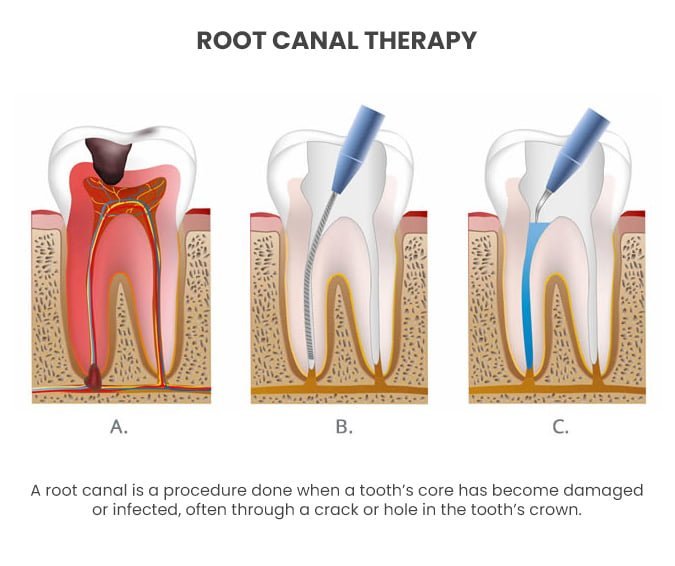 ROOT CANAL THERAPY
A. B. C.
A root canal is a procedure done when a tooth’s core has become damaged
or infected, often through a crack or hole in the tooth’s crown.